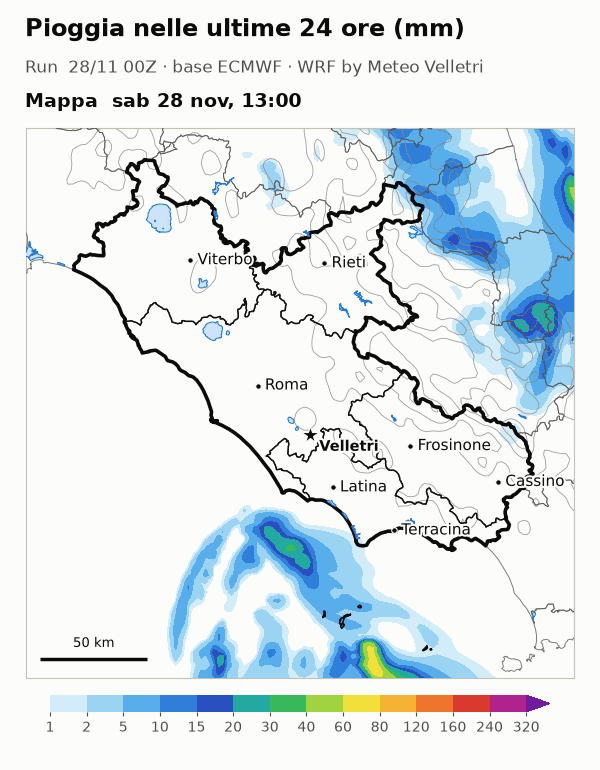 Pioggia nelle ultime 24 ore (mm)
Run 28/11 00Z · base ECMWF · WRF by Meteo Velletri
Mappa sab 28 nov, 13:00
Viterbo
Rieti
Roma
Velletri
Frosinone
Cassino
Latina
Terracina
50 km
1 2 5 10 15 20 30 40 60 80 120 160 240 320